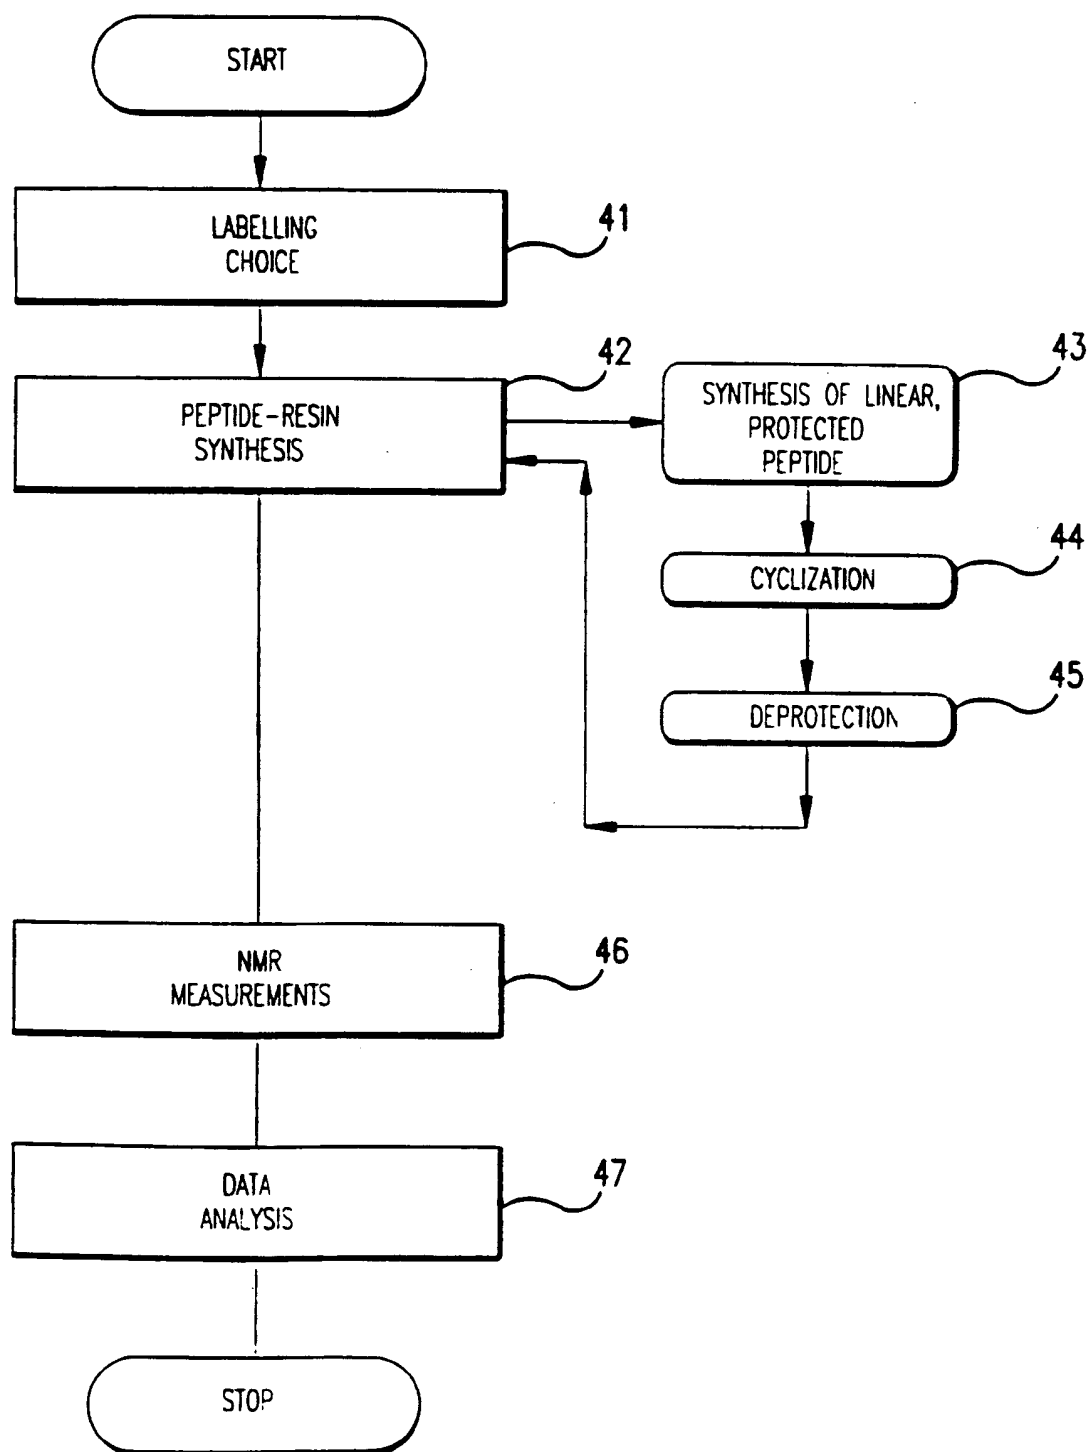 START
LABELLING
CHOICE
41
PEPTIDE-RESIN
SYNTHESIS
42
SYNTHESIS OF LINEAR,
PROTECTED
PEPTIDE
43
CYCLIZATION
44
DEPROTECTION
45
NMR
MEASUREMENTS
46
DATA
ANALYSIS
47
STOP